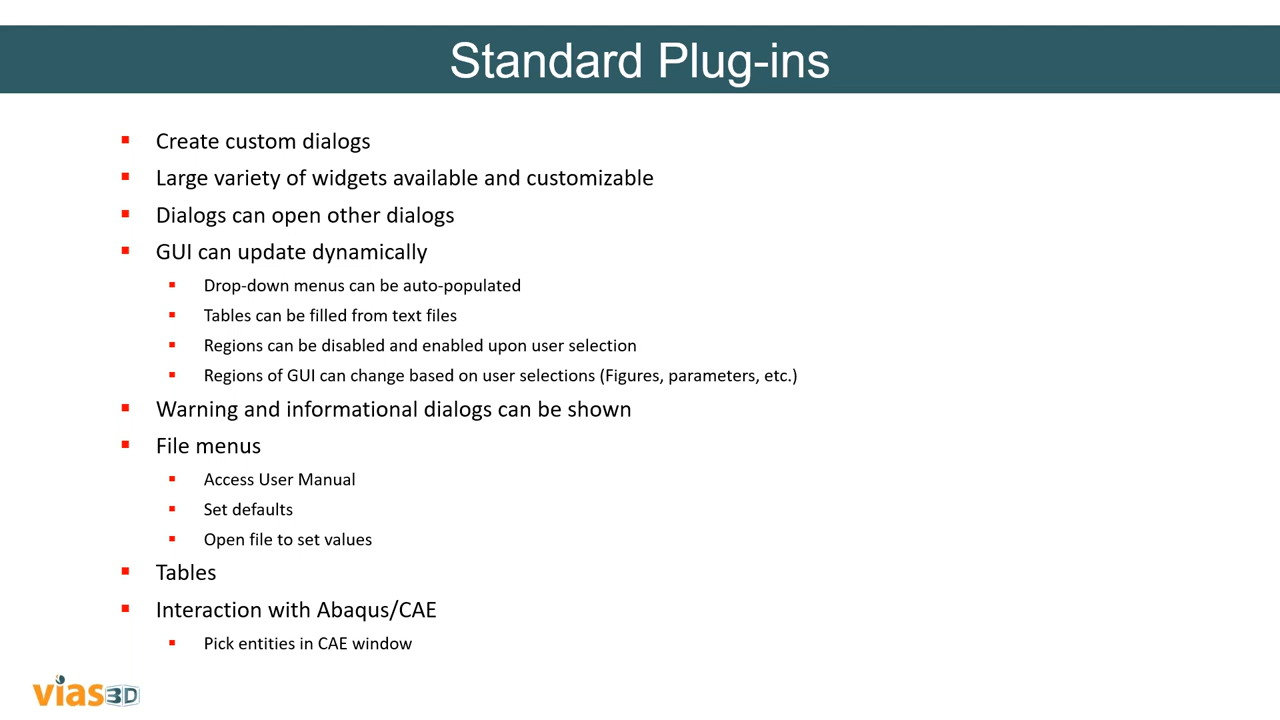 Standard Plug-ins
Create custom dialogs
Large variety of widgets available and customizable
Dialogs can open other dialogs
GUI can update dynamically
Drop-down menus can be auto-populated
Tables can be filled from text files
Regions can be disabled and enabled upon user selection
Regions of GUI can change based on user selections (Figures, parameters, etc.)
Warning and informational dialogs can be shown
File menus
Access User Manual
Set defaults
Open file to set values
Tables
Interaction with Abaqus/CAE
Pick entities in CAE window
vias3D